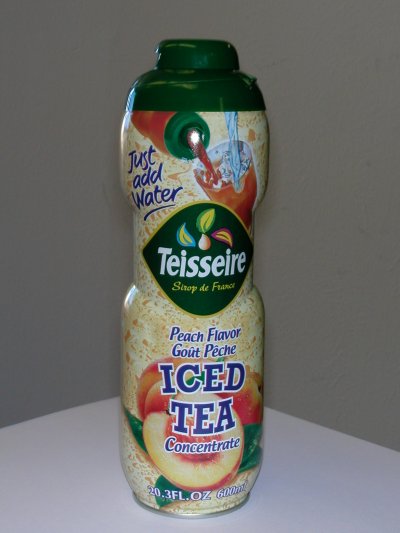 Just
add
Water
Teisseire
Sirop de France
Peach Flavor
Goût Pêche
ICED
TEA
Concentrate
20.3FL.OZ 600ml